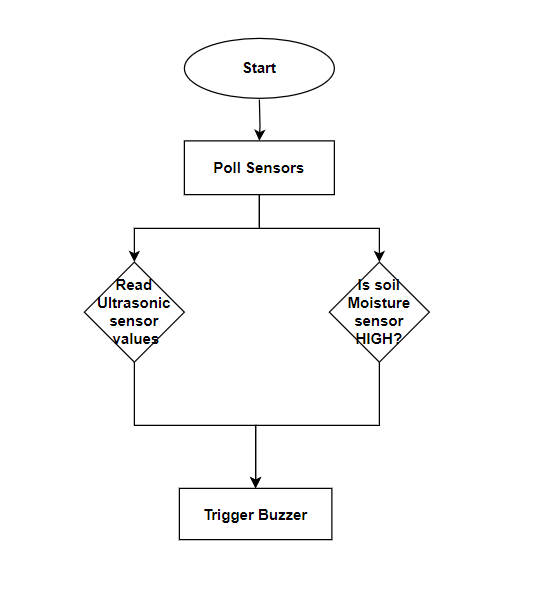 Start
Poll Sensors
Read
Ultrasonic
sensor
values
Is soil
Moisture
sensor
HIGH?
Trigger Buzzer